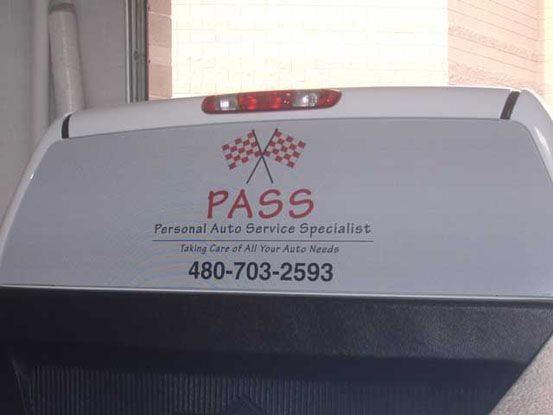 PASS
Personal Auto Service Specialist
Taking Care of All Your Auto Needs
480-703-2593